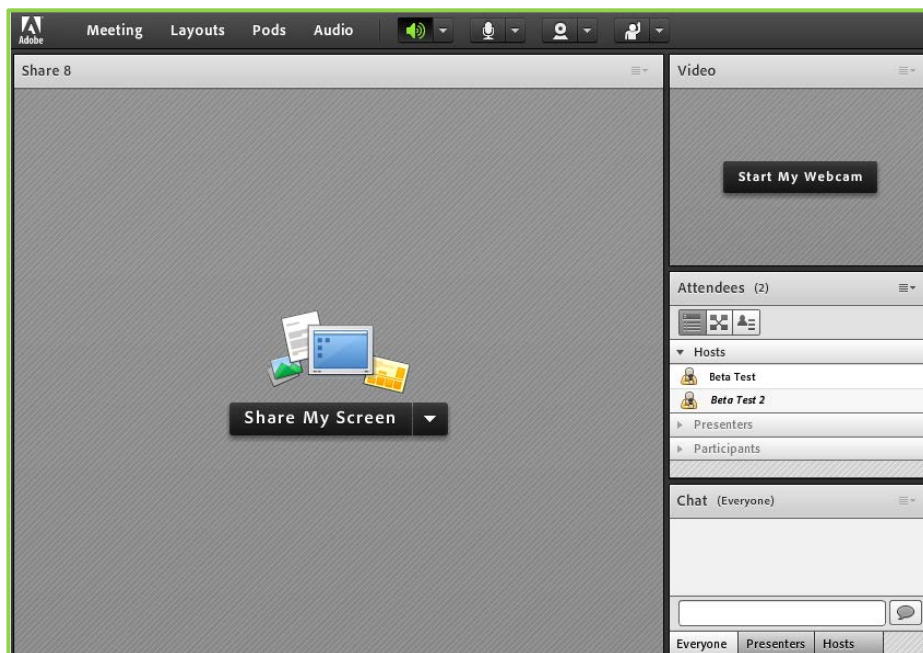 Adobe
Meeting Layouts Pods Audio
Share 8
Share My Screen
Video
Start My Webcam
Attendees (2)
Hosts
Beta Test
Beta Test 2
Presenters
Participants
Chat (Everyone)
Everyone Presenters Hosts